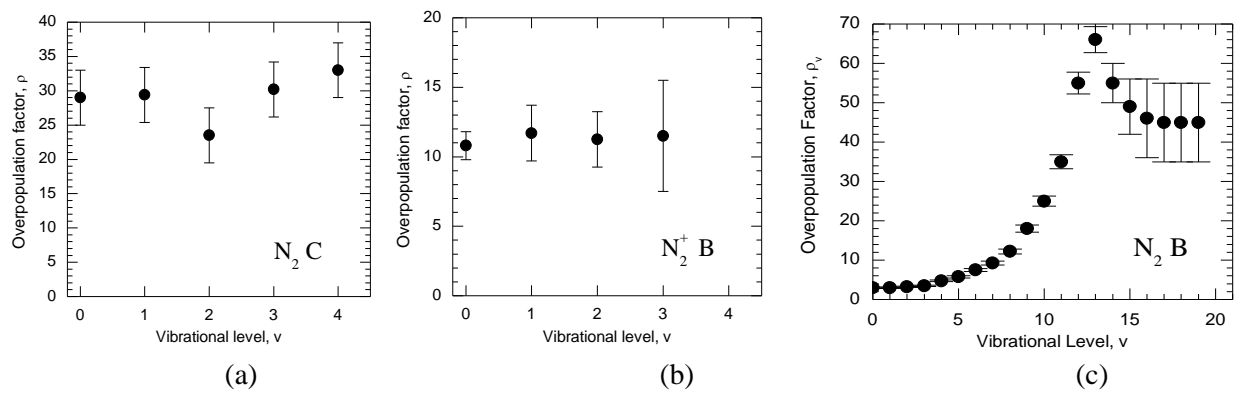 40
35
30
25
20
15
10
5
0
Overpopulation factor, ρ
N₂ C
0 1 2 3 4
Vibrational level, v
(a)
20
15
10
5
0
Overpopulation factor, ρ
N₂⁺ B
0 1 2 3 4
Vibrational level, v
(b)
70
60
50
40
30
20
10
0
Overpopulation Factor, ρᵥ
N₂ B
0 5 10 15 20
Vibrational Level, v
(c)